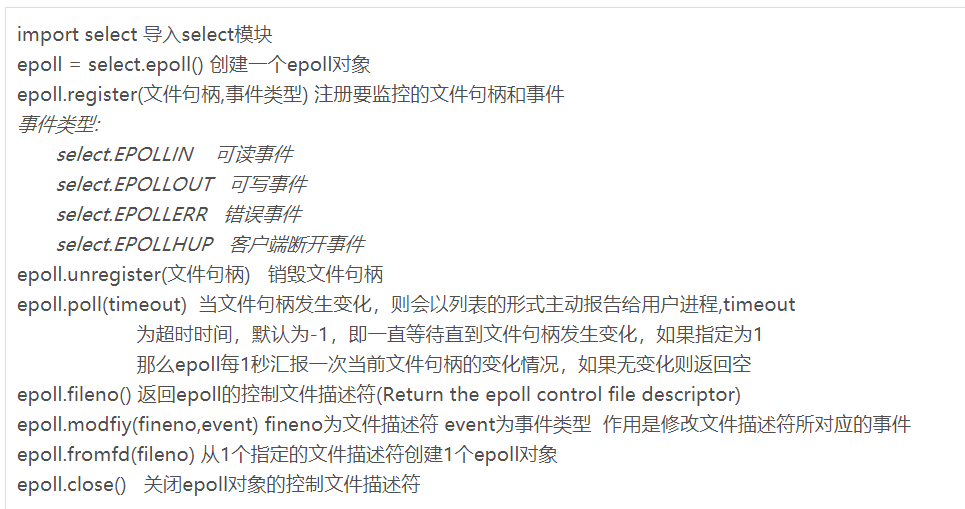 import select 导入select模块
epoll = select.epoll() 创建一个epoll对象
epoll.register(文件句柄,事件类型) 注册要监控的文件句柄和事件
事件类型:
select.EPOLLIN 可读事件
select.EPOLLOUT 可写事件
select.EPOLLERR 错误事件
select.EPOLLHUP 客户端断开事件
epoll.unregister(文件句柄) 销毁文件句柄
epoll.poll(timeout) 当文件句柄发生变化，则会以列表的形式主动报告给用户进程,timeout
为超时时间，默认为-1，即一直等待直到文件句柄发生变化，如果指定为1
那么epoll每1秒汇报一次当前文件句柄的变化情况，如果无变化则返回空
epoll.fileno() 返回epoll的控制文件描述符(Return the epoll control file descriptor)
epoll.modfiy(fineno,event) fineno为文件描述符 event为事件类型 作用是修改文件描述符所对应的事件
epoll.fromfd(fileno) 从1个指定的文件描述符创建1个epoll对象
epoll.close() 关闭epoll对象的控制文件描述符